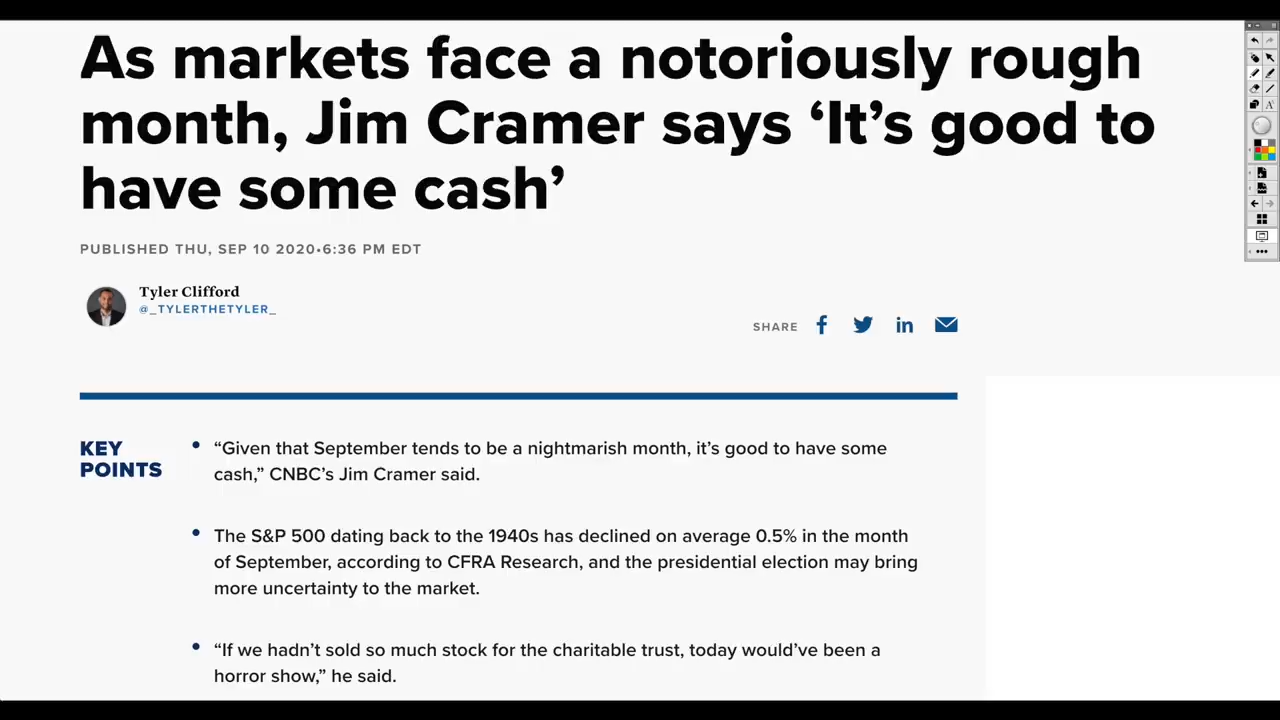 As markets face a notoriously rough
month, Jim Cramer says ‘It’s good to
have some cash’
PUBLISHED THU, SEP 10 2020•6:36 PM EDT
Tyler Clifford
@_TYLERTHETYLER_
SHARE
KEY
POINTS
• “Given that September tends to be a nightmarish month, it’s good to have some
cash,” CNBC’s Jim Cramer said.
• The S&P 500 dating back to the 1940s has declined on average 0.5% in the month
of September, according to CFRA Research, and the presidential election may bring
more uncertainty to the market.
• “If we hadn’t sold so much stock for the charitable trust, today would’ve been a
horror show,” he said.